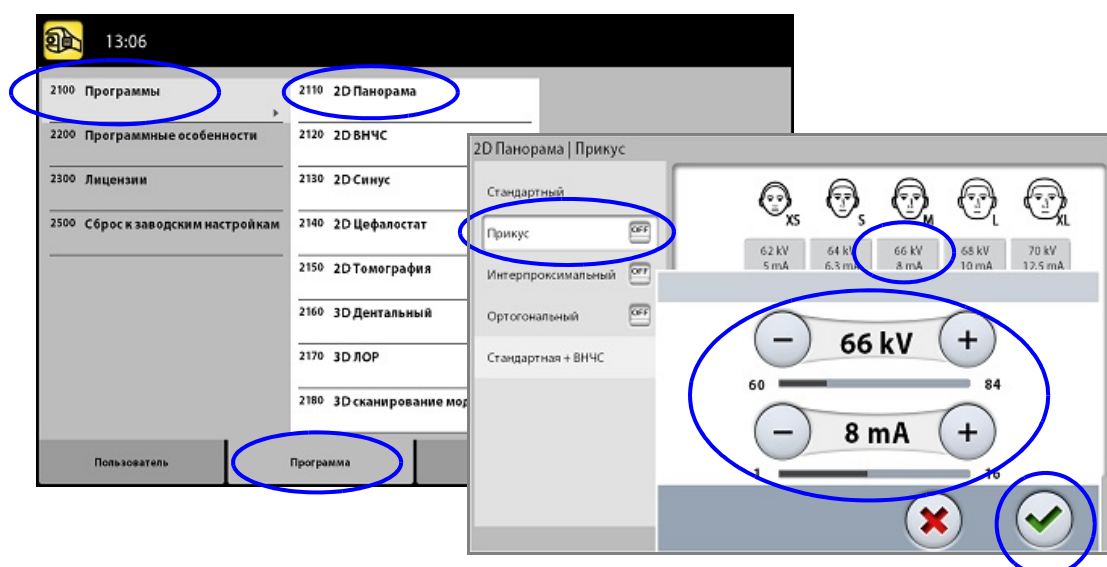 13:06
2100 Программы
2200 Программные особенности
2300 Лицензии
2500 Сброс к заводским настройкам
2110 2D Панорама
2120 2D ВНЧС
2130 2D Синус
2140 2D Цефалостат
2150 2D Томография
2160 3D Дентальный
2170 3D ЛОР
2180 3D сканирование мод
Пользователь
Программа
2D Панорама | Прикус
Стандартный
Прикус OFF
Интерпроксимальный OFF
Ортогональный OFF
Стандартная + ВНЧС
XS S M L XL
62 kV 64 kV 66 kV 68 kV 70 kV
5 mA 6.3 mA 8 mA 10 mA 12.5 mA
− 66 kV +
60 84
− 8 mA +
1 16